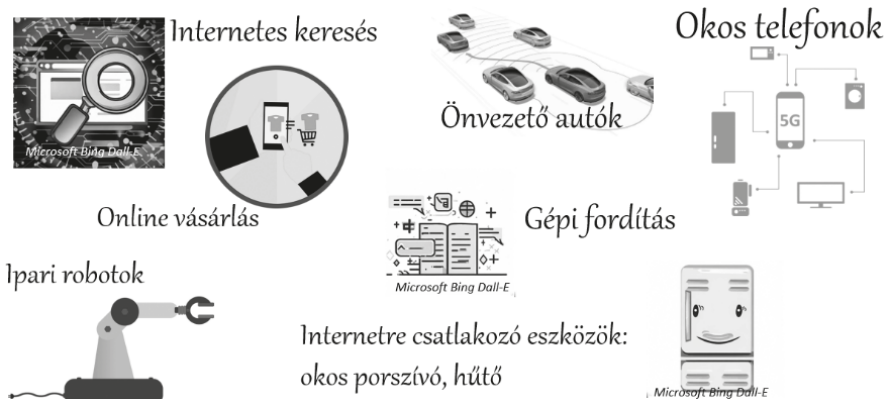 Internetes keresés
Microsoft Bing Dall-E
Online vásárlás
Önvezető autók
Okos telefonok
5G
Gépi fordítás
Microsoft Bing Dall-E
Ipari robotok
Internetre csatlakozó eszközök:
okos porszívó, hűtő
Microsoft Bing Dall-E